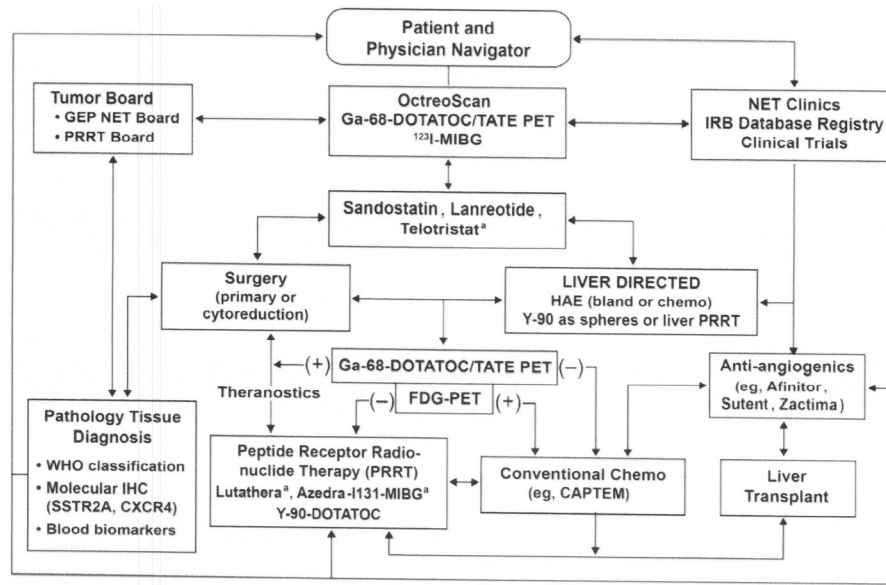 Patient and
Physician Navigator
Tumor Board
• GEP NET Board
• PRRT Board
OctreoScan
Ga-68-DOTATOC/TATE PET
¹²³I-MIBG
NET Clinics
IRB Database Registry
Clinical Trials
Sandostatin, Lanreotide,
Telotristatᵃ
Surgery
(primary or
cytoreduction)
LIVER DIRECTED
HAE (bland or chemo)
Y-90 as spheres or liver PRRT
(+) Ga-68-DOTATOC/TATE PET (−)
Theranostics
(−) FDG-PET (+)
Anti-angiogenics
(eg, Afinitor,
Sutent, Zactima)
Pathology Tissue
Diagnosis
• WHO classification
• Molecular IHC
(SSTR2A, CXCR4)
• Blood biomarkers
Peptide Receptor Radio-
nuclide Therapy (PRRT)
Lutatheraᵃ, Azedra-I131-MIBGᵃ
Y-90-DOTATOC
Conventional Chemo
(eg, CAPTEM)
Liver
Transplant